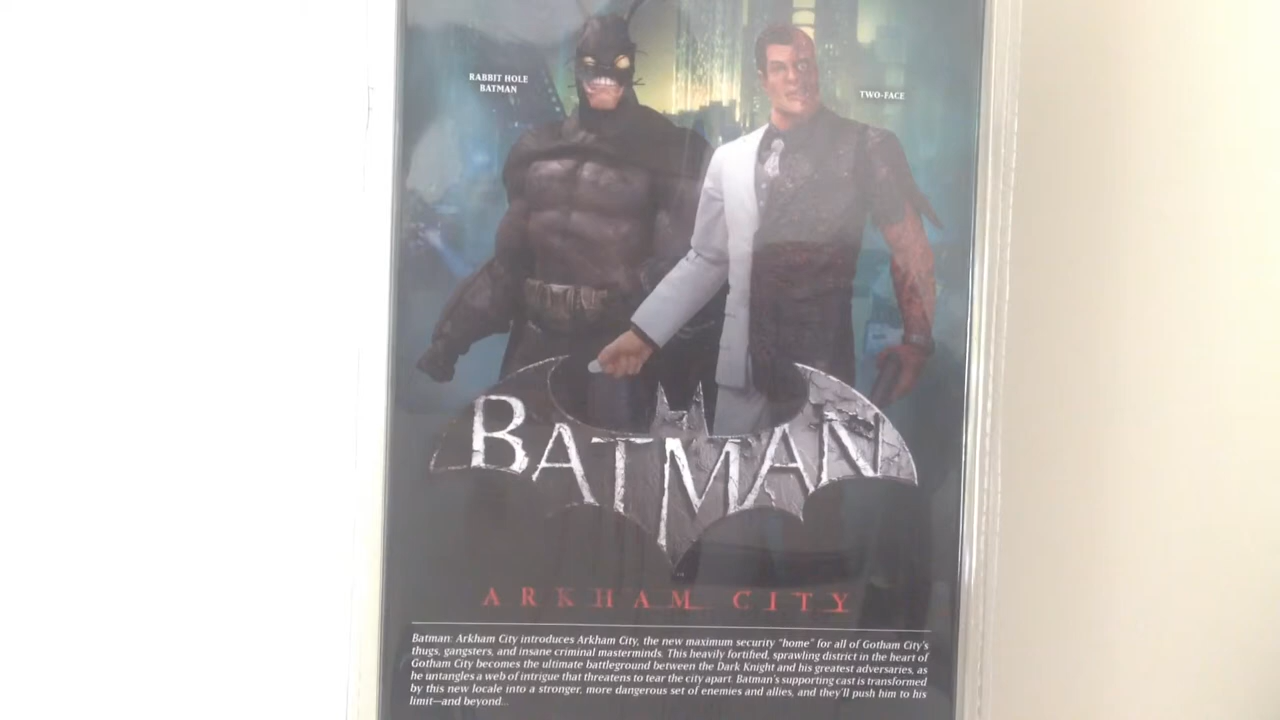 RABBIT HOLE
BATMAN
TWO-FACE
BATMAN
ARKHAM CITY
Batman: Arkham City introduces Arkham City, the new maximum security "home" for all of Gotham City's
thugs, gangsters, and insane criminal masterminds. This heavily fortified, sprawling district in the heart of
Gotham City becomes the ultimate battleground between the Dark Knight and his greatest adversaries, as
he untangles a web of intrigue that threatens to tear the city apart. Batman's supporting cast is transformed
by this new locale into a stronger, more dangerous set of enemies and allies, and they'll push him to his
limit—and beyond...